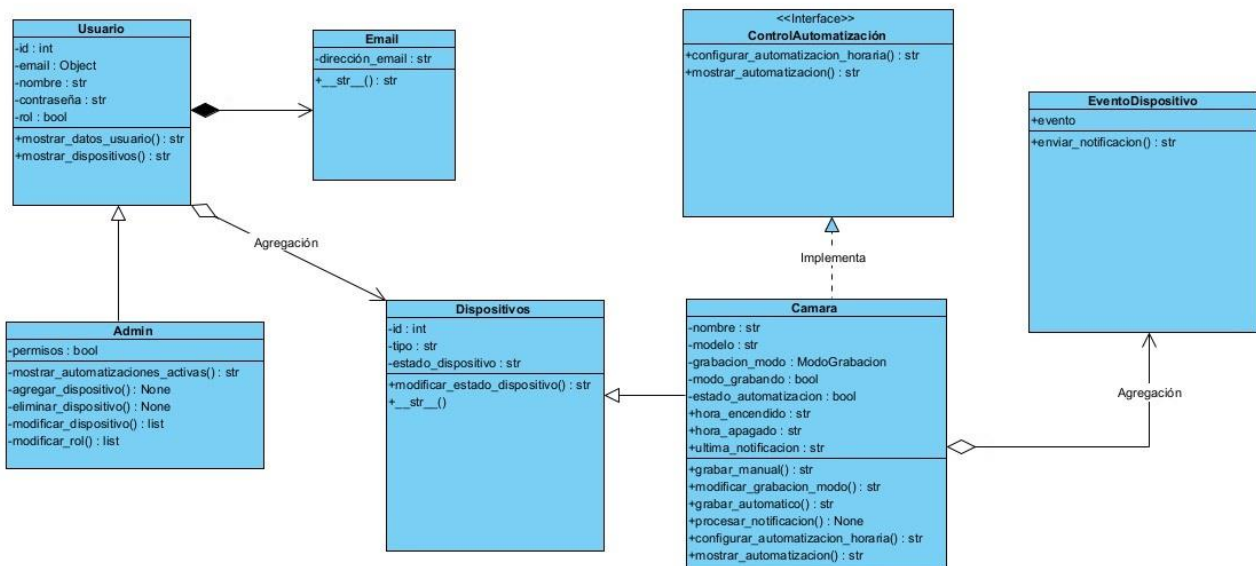 Usuario
-id : int
-email : Object
-nombre : str
-contraseña : str
-rol : bool
+mostrar_datos_usuario() : str
+mostrar_dispositivos() : str
Email
-dirección_email : str
+__str__() : str
<<Interface>>
ControlAutomatización
+configurar_automatizacion_horaria() : str
+mostrar_automatizacion() : str
EventoDispositivo
+evento
+enviar_notificacion() : str
Agregación
Implementa
Admin
-permisos : bool
-mostrar_automatizaciones_activas() : str
-agregar_dispositivo() : None
-eliminar_dispositivo() : None
-modificar_dispositivo() : list
-modificar_rol() : list
Dispositivos
-id : int
-tipo : str
-estado_dispositivo : str
+modificar_estado_dispositivo() : str
+__str__()
Camara
-nombre : str
-modelo : str
-grabacion_modo : ModoGrabacion
-modo_grabando : bool
-estado_automatizacion : bool
+hora_encendido : str
+hora_apagado : str
+ultima_notificacion : str
+grabar_manual() : str
+modificar_grabacion_modo() : str
+grabar_automatico() : str
+procesar_notificacion() : None
+configurar_automatizacion_horaria() : str
+mostrar_automatizacion() : str
Agregación